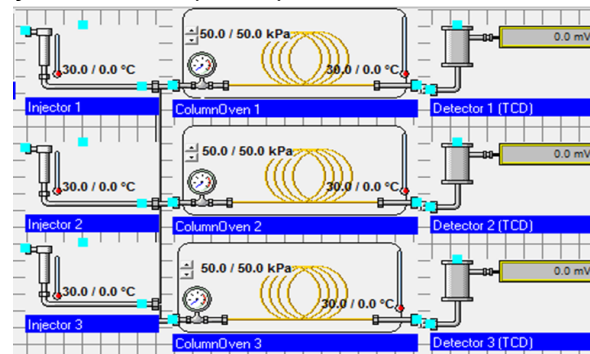 50.0 / 50.0 kPa
30.0 / 0.0 °C
30.0 / 0.0 °C
0.0 mV
Injector 1
ColumnOven 1
Detector 1 (TCD)
50.0 / 50.0 kPa
30.0 / 0.0 °C
30.0 / 0.0 °C
0.0 mV
Injector 2
ColumnOven 2
Detector 2 (TCD)
50.0 / 50.0 kPa
30.0 / 0.0 °C
30.0 / 0.0 °C
0.0 mV
Injector 3
ColumnOven 3
Detector 3 (TCD)